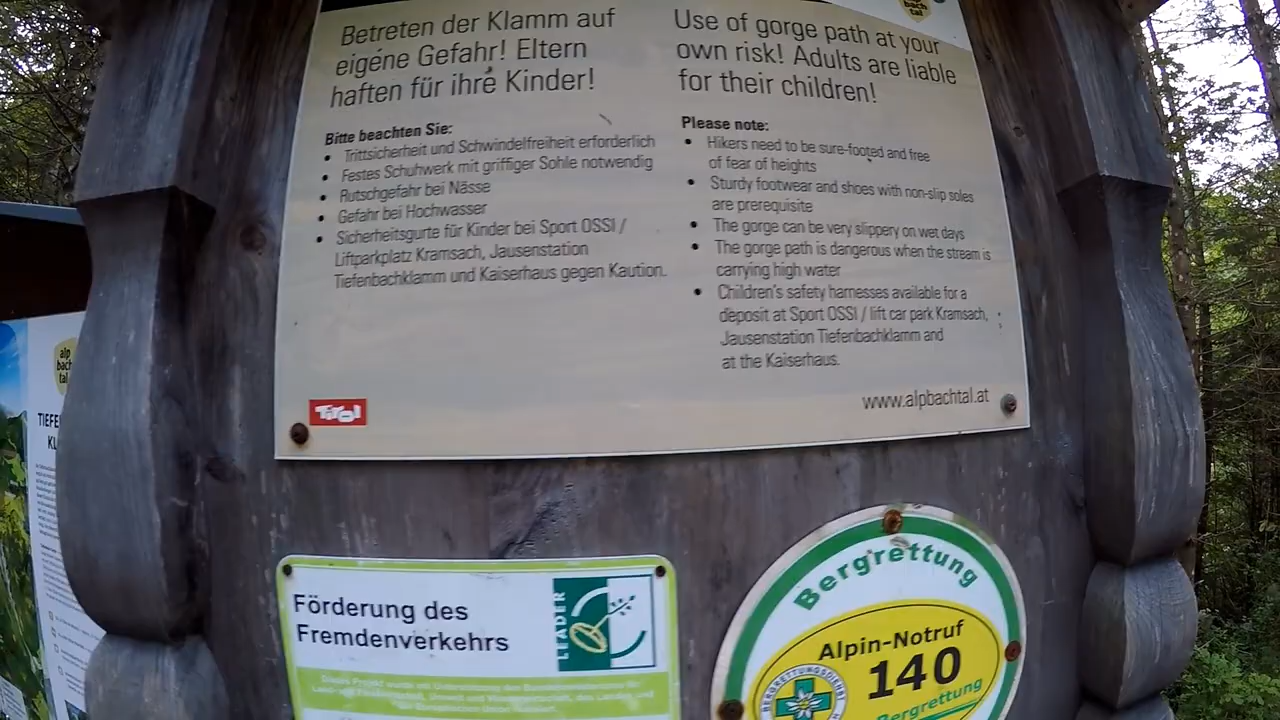 Betreten der Klamm auf
eigene Gefahr! Eltern
haften für ihre Kinder!
Bitte beachten Sie:
• Trittsicherheit und Schwindelfreiheit erforderlich
• Festes Schuhwerk mit griffiger Sohle notwendig
• Rutschgefahr bei Nässe
• Gefahr bei Hochwasser
• Sicherheitsgurte für Kinder bei Sport OSSI /
Liftparkplatz Kramsach, Jausenstation
Tiefenbachklamm und Kaiserhaus gegen Kaution.
Use of gorge path at your
own risk! Adults are liable
for their children!
Please note:
• Hikers need to be sure-footed and free
of fear of heights
• Sturdy footwear and shoes with non-slip soles
are prerequisite
• The gorge can be very slippery on wet days
• The gorge path is dangerous when the stream is
carrying high water
• Children's safety harnesses available for a
deposit at Sport OSSI / lift car park Kramsach,
Jausenstation Tiefenbachklamm and
at the Kaiserhaus.
Tirol
www.alpbachtal.at
alp
bach
tal
Förderung des
Fremdenverkehrs
LEADER
Bergrettung
Alpin-Notruf
140
Bergrettung